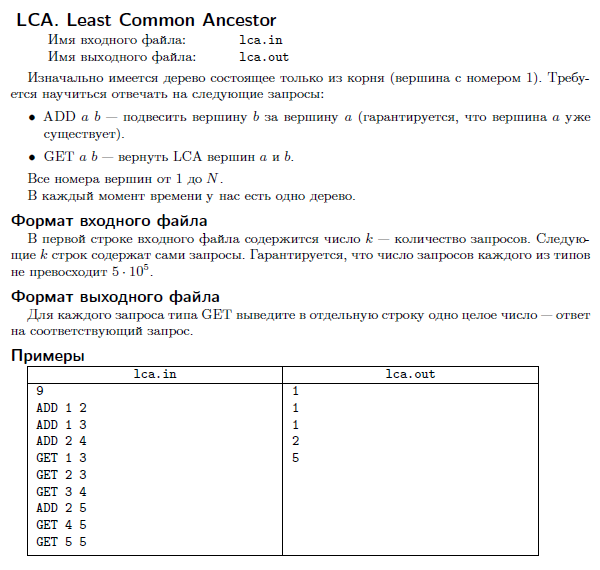 LCA. Least Common Ancestor
Имя входного файла: lca.in
Имя выходного файла: lca.out
Изначально имеется дерево состоящее только из корня (вершина с номером 1). Требу-
ется научиться отвечать на следующие запросы:
• ADD a b — подвесить вершину b за вершину a (гарантируется, что вершина a уже
существует).
• GET a b — вернуть LCA вершин a и b.
Все номера вершин от 1 до N.
В каждый момент времени у нас есть одно дерево.
Формат входного файла
В первой строке входного файла содержится число k — количество запросов. Следую-
щие k строк содержат сами запросы. Гарантируется, что число запросов каждого из типов
не превосходит 5 · 10⁵.
Формат выходного файла
Для каждого запроса типа GET выведите в отдельную строку одно целое число — ответ
на соответствующий запрос.
Примеры
lca.in lca.out
9 1
ADD 1 2 1
ADD 1 3 1
ADD 2 4 2
GET 1 3 5
GET 2 3
GET 3 4
ADD 2 5
GET 4 5
GET 5 5